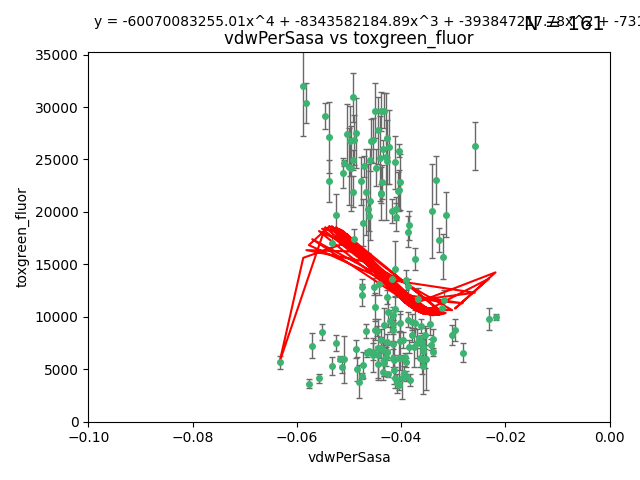 y = -60070083255.01x^4 + -8343582184.89x^3 + + -731
N = 161
vdwPerSasa vs toxgreen_fluor
toxgreen_fluor
35000
30000
25000
20000
15000
10000
5000
0
−0.10
−0.08
−0.06
−0.04
−0.02
0.00
vdwPerSasa